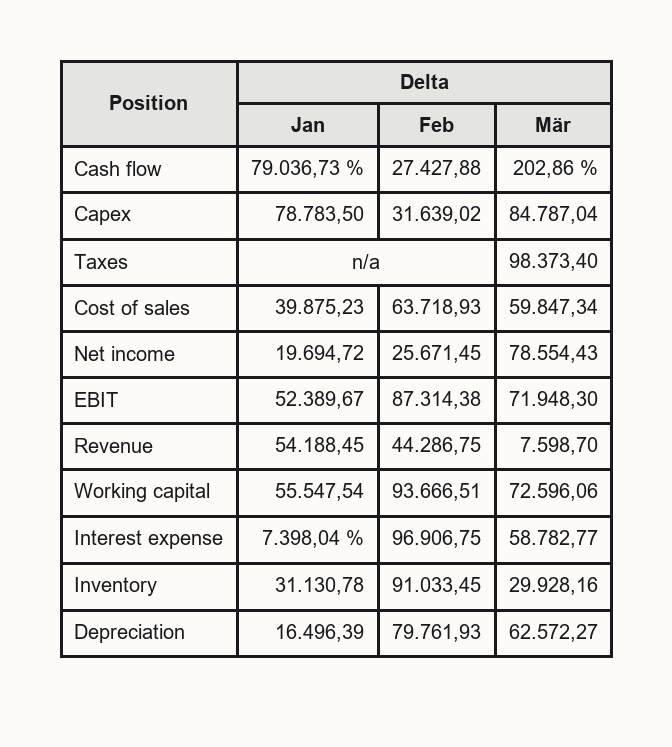 Position Delta
Jan Feb Mär
Cash flow 79.036,73 % 27.427,88 202,86 %
Capex 78.783,50 31.639,02 84.787,04
Taxes n/a 98.373,40
Cost of sales 39.875,23 63.718,93 59.847,34
Net income 19.694,72 25.671,45 78.554,43
EBIT 52.389,67 87.314,38 71.948,30
Revenue 54.188,45 44.286,75 7.598,70
Working capital 55.547,54 93.666,51 72.596,06
Interest expense 7.398,04 % 96.906,75 58.782,77
Inventory 31.130,78 91.033,45 29.928,16
Depreciation 16.496,39 79.761,93 62.572,27